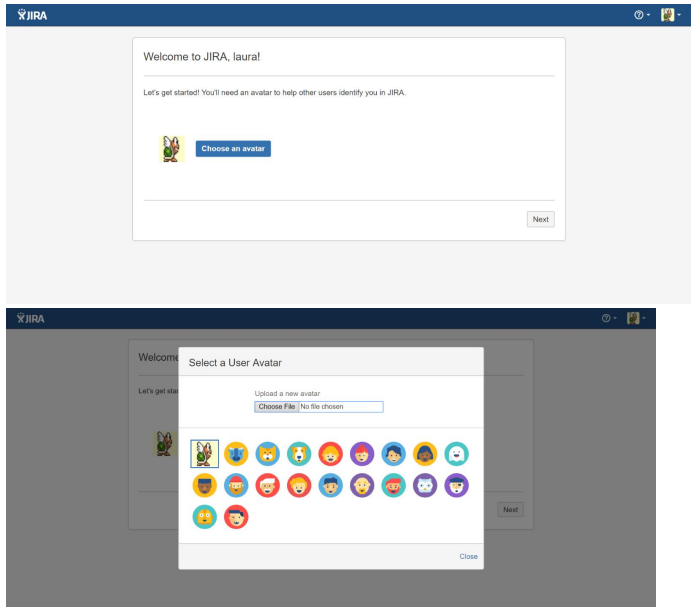 JIRA
Welcome to JIRA, laura!
Let's get started! You'll need an avatar to help other users identify you in JIRA.
Choose an avatar
Next
JIRA
Welcome
Select a User Avatar
Let's get star
Upload a new avatar
Choose File No file chosen
Next
Close